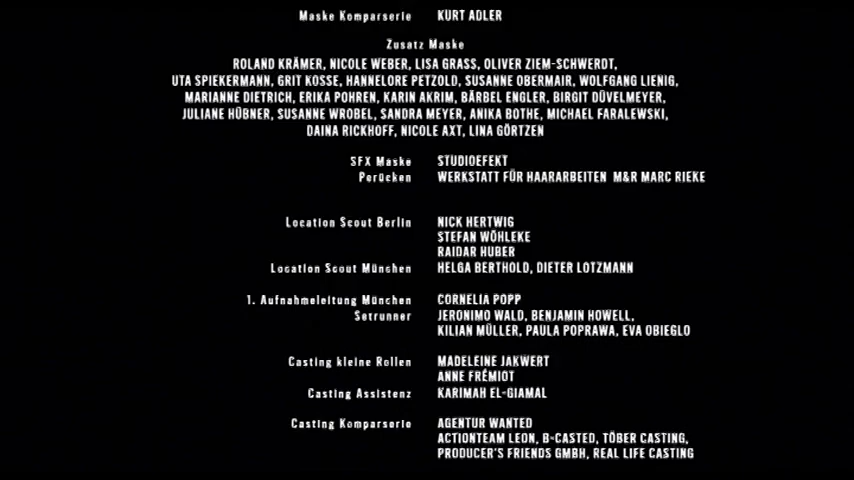 Maske Komparserie KURT ADLER
Zusatz Maske
ROLAND KRÄMER, NICOLE WEBER, LISA GRASS, OLIVER ZIEM-SCHWERDT,
UTA SPIEKERMANN, GRIT KOSSE, HANNELORE PETZOLD, SUSANNE OBERMAIR, WOLFGANG LIENIG,
MARIANNE DIETRICH, ERIKA POHREN, KARIN AKRIM, BÄRBEL ENGLER, BIRGIT DÜVELMEYER,
JULIANE HÜBNER, SUSANNE WROBEL, SANDRA MEYER, ANIKA BOTHE, MICHAEL FARALEWSKI,
DAINA RICKHOFF, NICOLE AXT, LINA GÖRTZEN
SFX Maske STUDIOEFEKT
Perücken WERKSTATT FÜR HAARARBEITEN M&R MARC RIEKE
Location Scout Berlin NICK HERTWIG
STEFAN WÖHLEKE
RAIDAR HUBER
Location Scout München HELGA BERTHOLD, DIETER LOTZMANN
1. Aufnahmeleitung München CORNELIA POPP
Setrunner JERONIMO WALD, BENJAMIN HOWELL,
KILIAN MÜLLER, PAULA POPRAWA, EVA OBIEGLO
Casting kleine Rollen MADELEINE JAKWERT
ANNE FRÉMIOT
Casting Assistenz KARIMAH EL-GIAMAL
Casting Komparserie AGENTUR WANTED
ACTIONTEAM LEON, B-CASTED, TÖBER CASTING,
PRODUCER'S FRIENDS GMBH, REAL LIFE CASTING